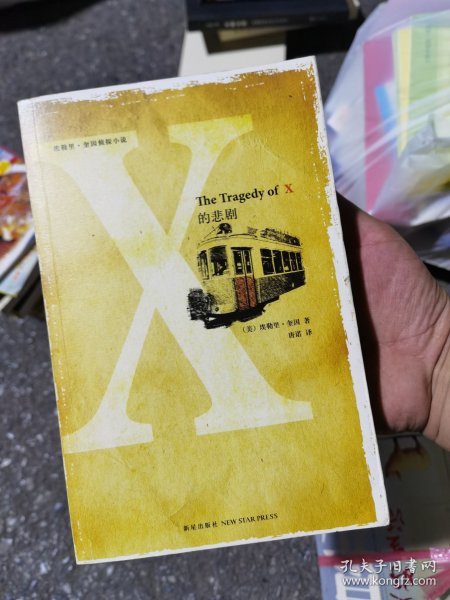 埃勒里·奎因侦探小说
X
The Tragedy of X
的悲剧
(美) 埃勒里·奎因 著
唐诺 译
新星出版社 NEW STAR PRESS
孔夫子旧书网
www.kongfz.com